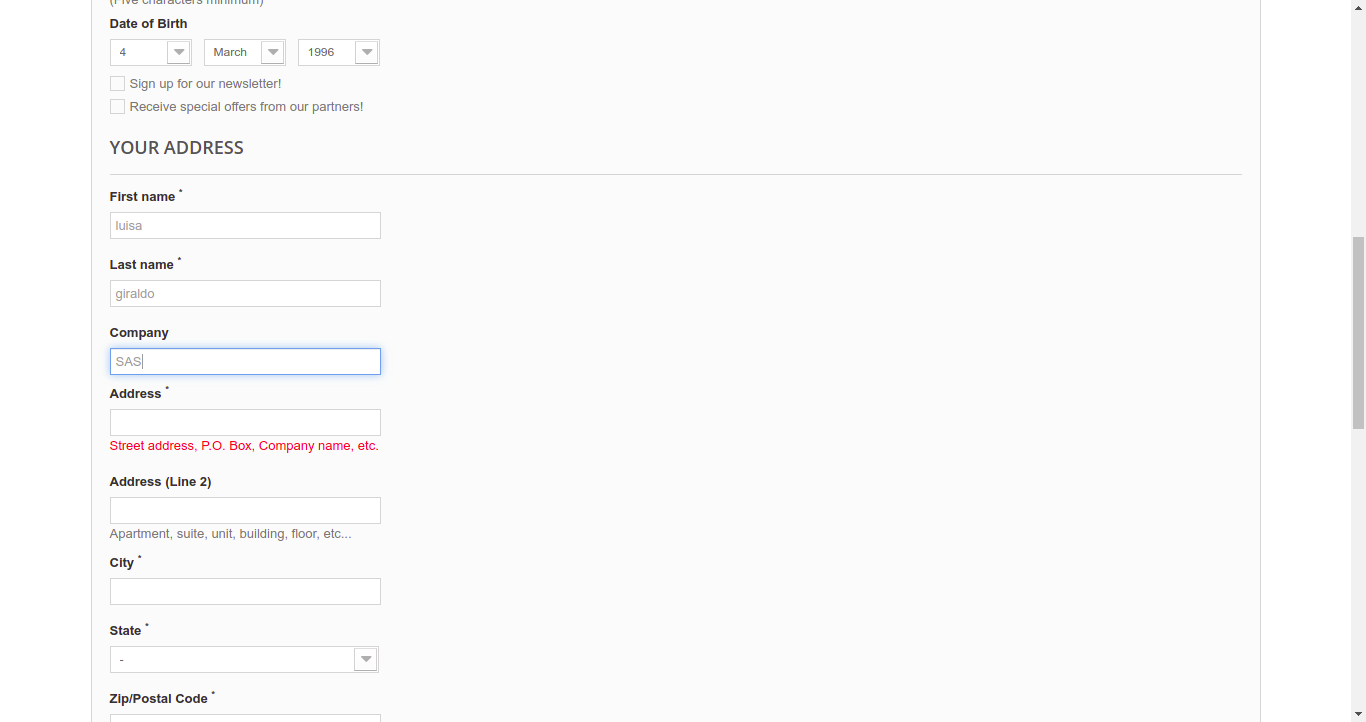 (Five characters minimum)
Date of Birth
4 March 1996
Sign up for our newsletter!
Receive special offers from our partners!
YOUR ADDRESS
First name *
luisa
Last name *
giraldo
Company
SAS
Address *
Street address, P.O. Box, Company name, etc.
Address (Line 2)
Apartment, suite, unit, building, floor, etc...
City *
State *
-
Zip/Postal Code *